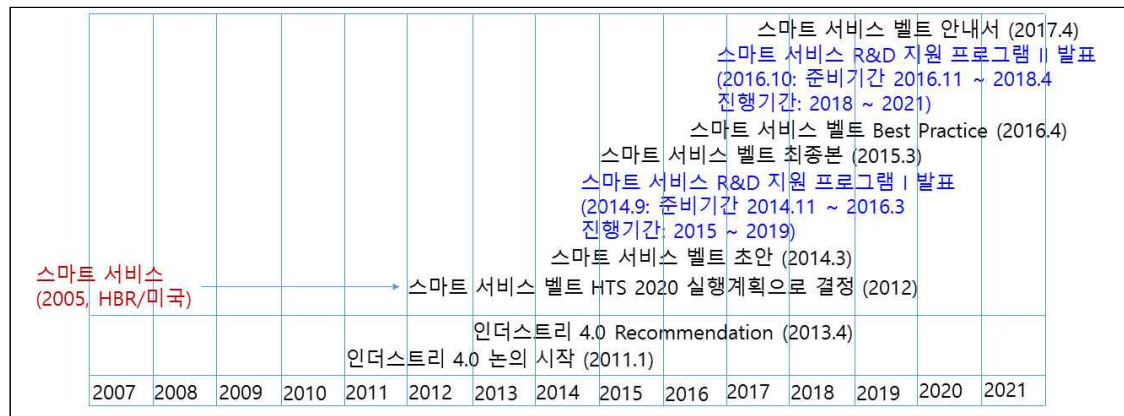 스마트 서비스 벨트 안내서 (2017.4)
스마트 서비스 R&D 지원 프로그램 II 발표
(2016.10: 준비기간 2016.11 ~ 2018.4
진행기간: 2018 ~ 2021)
스마트 서비스 벨트 Best Practice (2016.4)
스마트 서비스 벨트 최종본 (2015.3)
스마트 서비스 R&D 지원 프로그램 I 발표
(2014.9: 준비기간 2014.11 ~ 2016.3
진행기간: 2015 ~ 2019)
스마트 서비스 벨트 초안 (2014.3)
스마트 서비스
(2005, HBR/미국)
스마트 서비스 벨트 HTS 2020 실행계획으로 결정 (2012)
인더스트리 4.0 Recommendation (2013.4)
인더스트리 4.0 논의 시작 (2011.1)
2007 2008 2009 2010 2011 2012 2013 2014 2015 2016 2017 2018 2019 2020 2021